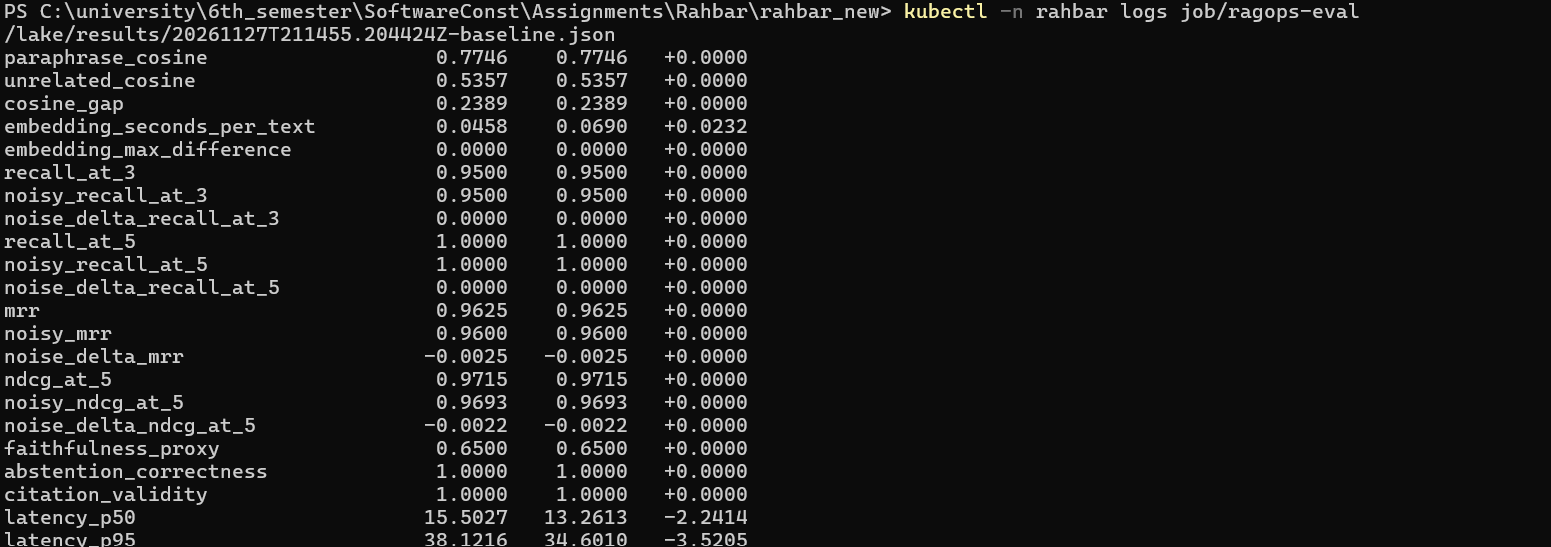 PS C:\university\6th_semester\SoftwareConst\Assignments\Rahbar\rahbar_new> kubectl -n rahbar logs job/ragops-eval
/lake/results/20261127T211455.204424Z-baseline.json
paraphrase_cosine 0.7746 0.7746 +0.0000
unrelated_cosine 0.5357 0.5357 +0.0000
cosine_gap 0.2389 0.2389 +0.0000
embedding_seconds_per_text 0.0458 0.0690 +0.0232
embedding_max_difference 0.0000 0.0000 +0.0000
recall_at_3 0.9500 0.9500 +0.0000
noisy_recall_at_3 0.9500 0.9500 +0.0000
noise_delta_recall_at_3 0.0000 0.0000 +0.0000
recall_at_5 1.0000 1.0000 +0.0000
noisy_recall_at_5 1.0000 1.0000 +0.0000
noise_delta_recall_at_5 0.0000 0.0000 +0.0000
mrr 0.9625 0.9625 +0.0000
noisy_mrr 0.9600 0.9600 +0.0000
noise_delta_mrr -0.0025 -0.0025 +0.0000
ndcg_at_5 0.9715 0.9715 +0.0000
noisy_ndcg_at_5 0.9693 0.9693 +0.0000
noise_delta_ndcg_at_5 -0.0022 -0.0022 +0.0000
faithfulness_proxy 0.6500 0.6500 +0.0000
abstention_correctness 1.0000 1.0000 +0.0000
citation_validity 1.0000 1.0000 +0.0000
latency_p50 15.5027 13.2613 -2.2414
latency_p95 38.1216 34.6010 -3.5205